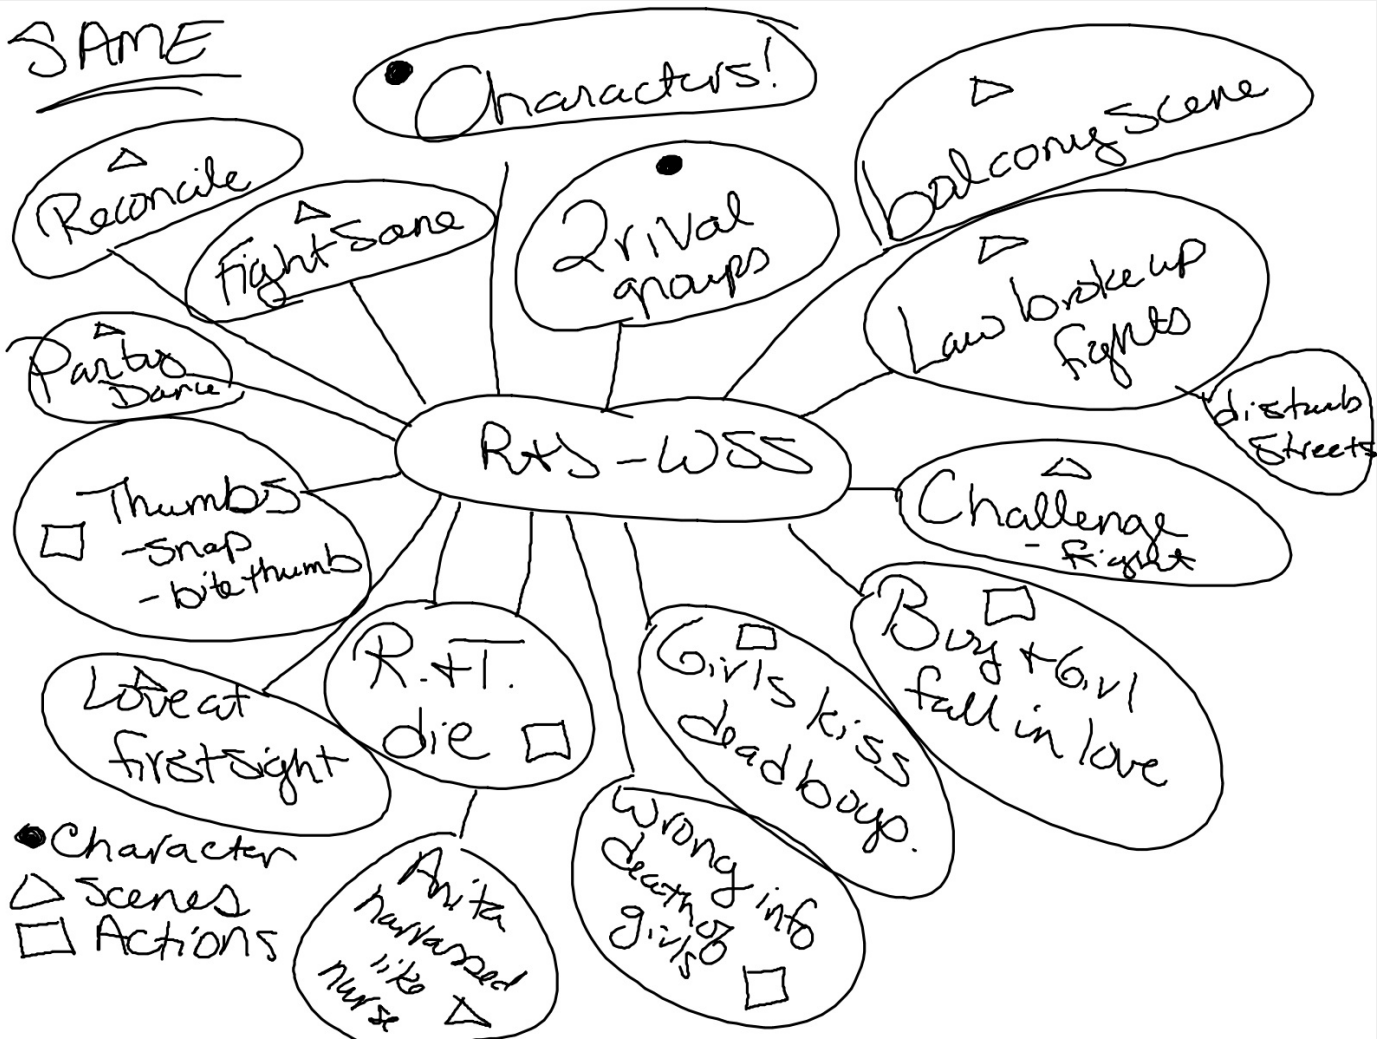 SAME
Characters!
balcony scene
Reconcile
Fight Scene
2 rival
groups
Law broke up
fights
disturb
streets
Party
Dance
R+J - WSS
Thumbs
- snap
- bite thumb
Challenge
- fight
Boy + Girl
fall in love
R. + T.
die
Girls kiss
dead boys.
Love at
first sight
Wrong info
death of
girls
Anita
harrassed
like
nurse
Character
Scenes
Actions